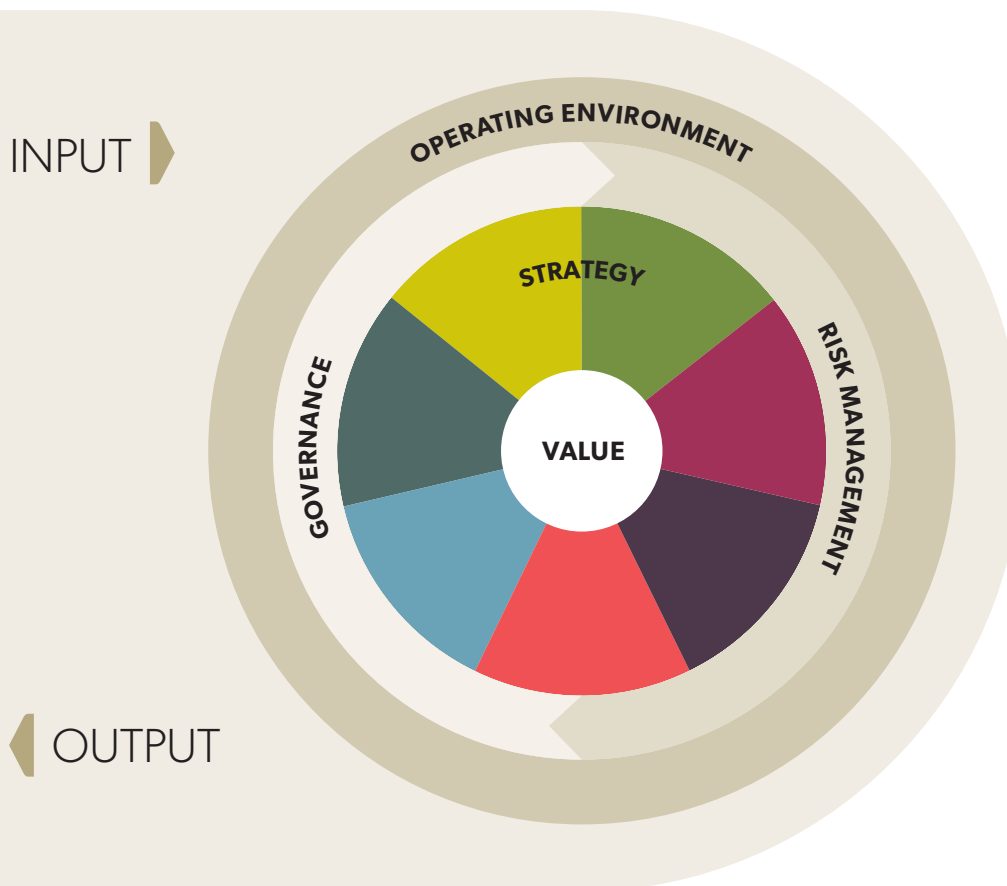 OPERATING ENVIRONMENT
INPUT
STRATEGY
GOVERNANCE
RISK MANAGEMENT
VALUE
OUTPUT